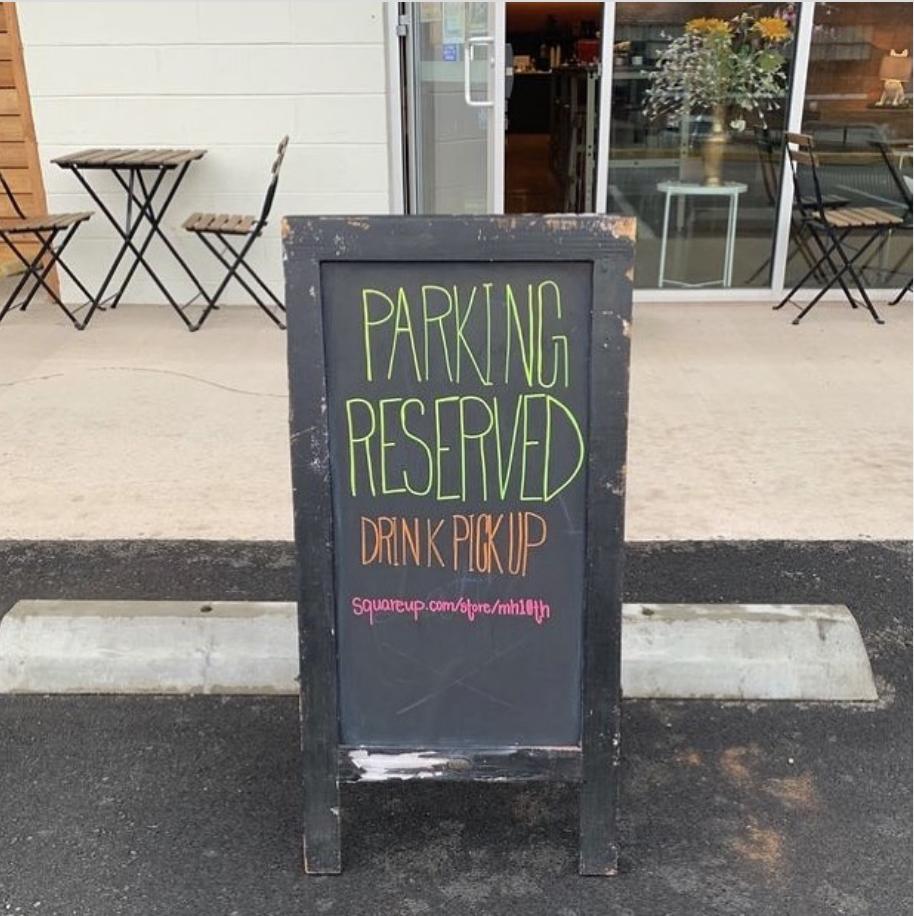 PARKING
RESERVED
DRINK PICK UP
squareup.com/store/mh10th